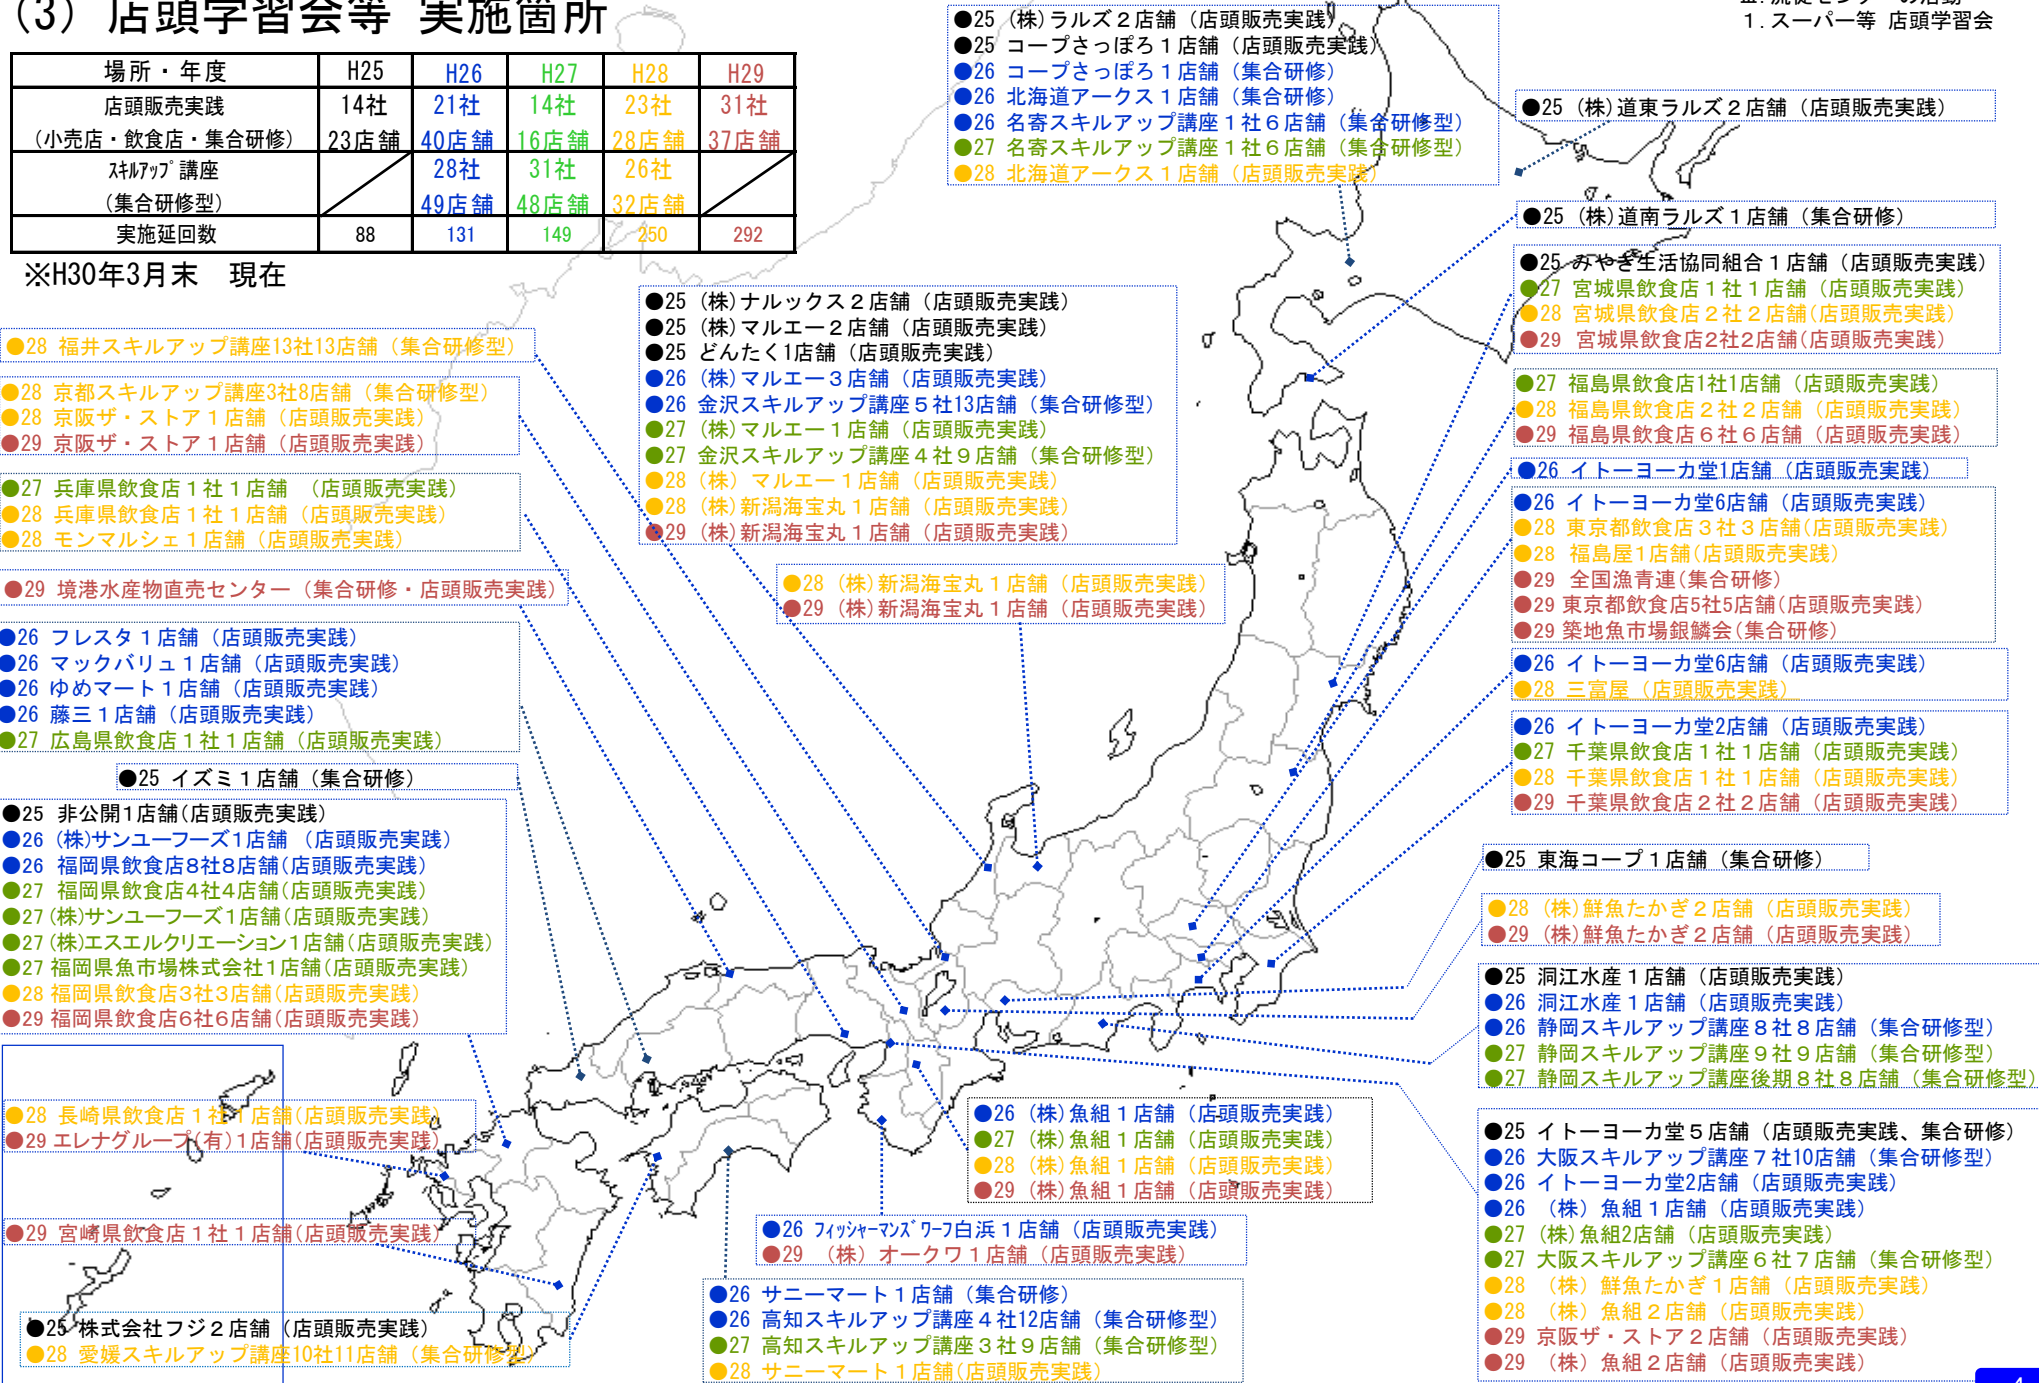 (3) 店頭学習会等 実施箇所
1.スーパー等 店頭学習会
場所・年度 H25 H26 H27 H28 H29
店頭販売実践 14社 21社 14社 23社 31社
(小売店・飲食店・集合研修) 23店舗 40店舗 16店舗 28店舗 37店舗
ｽｷﾙｱｯﾌﾟ講座 28社 31社 26社
(集合研修型) 49店舗 48店舗 32店舗
実施延回数 88 131 149 250 292
※H30年3月末 現在
●25 (株)ラルズ２店舗（店頭販売実践）
●25 コープさっぽろ１店舗（店頭販売実践）
●26 コープさっぽろ１店舗（集合研修）
●26 北海道アークス１店舗（集合研修）
●26 名寄スキルアップ講座１社６店舗（集合研修型）
●27 名寄スキルアップ講座１社６店舗（集合研修型）
●28 北海道アークス１店舗（店頭販売実践）
●25 (株)道東ラルズ２店舗（店頭販売実践）
●25 (株)道南ラルズ１店舗（集合研修）
●25 みやぎ生活協同組合１店舗（店頭販売実践）
●27 宮城県飲食店１社１店舗（店頭販売実践）
●28 宮城県飲食店２社２店舗(店頭販売実践)
●29 宮城県飲食店2社2店舗(店頭販売実践)
●27 福島県飲食店1社1店舗（店頭販売実践）
●28 福島県飲食店２社２店舗（店頭販売実践）
●29 福島県飲食店６社６店舗（店頭販売実践）
●26 イトーヨーカ堂1店舗（店頭販売実践）
●26 イトーヨーカ堂6店舗（店頭販売実践）
●28 東京都飲食店３社３店舗(店頭販売実践)
●28 福島屋1店舗(店頭販売実践)
●29 全国漁青連(集合研修)
●29 東京都飲食店5社5店舗(店頭販売実践)
●29 築地魚市場銀鱗会(集合研修)
●26 イトーヨーカ堂6店舗（店頭販売実践）
●28 三富屋（店頭販売実践）
●26 イトーヨーカ堂2店舗（店頭販売実践）
●27 千葉県飲食店１社１店舗（店頭販売実践）
●28 千葉県飲食店１社１店舗（店頭販売実践）
●29 千葉県飲食店２社２店舗（店頭販売実践）
●25 東海コープ１店舗（集合研修）
●28 (株)鮮魚たかぎ２店舗（店頭販売実践）
●29 (株)鮮魚たかぎ２店舗（店頭販売実践）
●25 洞江水産１店舗（店頭販売実践）
●26 洞江水産１店舗（店頭販売実践）
●26 静岡スキルアップ講座８社８店舗（集合研修型）
●27 静岡スキルアップ講座９社９店舗（集合研修型）
●27 静岡スキルアップ講座後期８社８店舗（集合研修型）
●25 イトーヨーカ堂５店舗（店頭販売実践、集合研修）
●26 大阪スキルアップ講座７社10店舗（集合研修型）
●26 イトーヨーカ堂2店舗（店頭販売実践）
●26 （株）魚組１店舗（店頭販売実践）
●27 (株)魚組2店舗（店頭販売実践）
●27 大阪スキルアップ講座６社７店舗（集合研修型）
●28 （株）鮮魚たかぎ１店舗（店頭販売実践）
●28 （株）魚組２店舗（店頭販売実践）
●29 京阪ザ・ストア２店舗（店頭販売実践）
●29 （株）魚組２店舗（店頭販売実践）
●25 (株)ナルックス２店舗（店頭販売実践）
●25 (株)マルエー２店舗（店頭販売実践）
●25 どんたく1店舗（店頭販売実践）
●26 (株)マルエー３店舗（店頭販売実践）
●26 金沢スキルアップ講座５社13店舗（集合研修型）
●27 (株)マルエー１店舗（店頭販売実践）
●27 金沢スキルアップ講座４社９店舗（集合研修型）
●28 (株) マルエー１店舗（店頭販売実践）
●28 (株)新潟海宝丸１店舗（店頭販売実践）
●29 (株)新潟海宝丸１店舗（店頭販売実践）
●28 (株)新潟海宝丸１店舗（店頭販売実践）
●29 (株)新潟海宝丸１店舗（店頭販売実践）
●28 福井スキルアップ講座13社13店舗（集合研修型）
●28 京都スキルアップ講座3社8店舗（集合研修型）
●28 京阪ザ・ストア１店舗（店頭販売実践）
●29 京阪ザ・ストア１店舗（店頭販売実践）
●27 兵庫県飲食店１社１店舗 （店頭販売実践）
●28 兵庫県飲食店１社１店舗（店頭販売実践）
●28 モンマルシェ１店舗（店頭販売実践）
●29 境港水産物直売センター（集合研修・店頭販売実践）
●26 フレスタ１店舗（店頭販売実践）
●26 マックバリュ１店舗（店頭販売実践）
●26 ゆめマート１店舗（店頭販売実践）
●26 藤三１店舗（店頭販売実践）
●27 広島県飲食店１社１店舗（店頭販売実践）
●25 イズミ１店舗（集合研修）
●25 非公開1店舗(店頭販売実践)
●26 (株)サンユーフーズ1店舗 （店頭販売実践）
●26 福岡県飲食店8社8店舗(店頭販売実践)
●27 福岡県飲食店4社4店舗(店頭販売実践)
●27 (株)サンユーフーズ1店舗(店頭販売実践)
●27 (株)エスエルクリエーション1店舗(店頭販売実践)
●27 福岡県魚市場株式会社1店舗(店頭販売実践)
●28 福岡県飲食店3社3店舗(店頭販売実践)
●29 福岡県飲食店6社6店舗(店頭販売実践)
●28 長崎県飲食店１社１店舗(店頭販売実践)
●29 エレナグループ(有)1店舗(店頭販売実践)
●29 宮崎県飲食店１社１店舗(店頭販売実践)
●25 株式会社フジ２店舗（店頭販売実践）
●28 愛媛スキルアップ講座10社11店舗（集合研修型）
●26 (株)魚組１店舗（店頭販売実践）
●27 (株)魚組１店舗（店頭販売実践）
●28 (株)魚組１店舗（店頭販売実践）
●29 (株)魚組１店舗（店頭販売実践）
●26 ﾌｨｯｼｬｰﾏﾝｽﾞﾜｰﾌ白浜１店舗（店頭販売実践）
●29 （株）オークワ１店舗（店頭販売実践）
●26 サニーマート１店舗（集合研修）
●26 高知スキルアップ講座４社12店舗（集合研修型）
●27 高知スキルアップ講座３社９店舗（集合研修型）
●28 サニーマート１店舗(店頭販売実践)